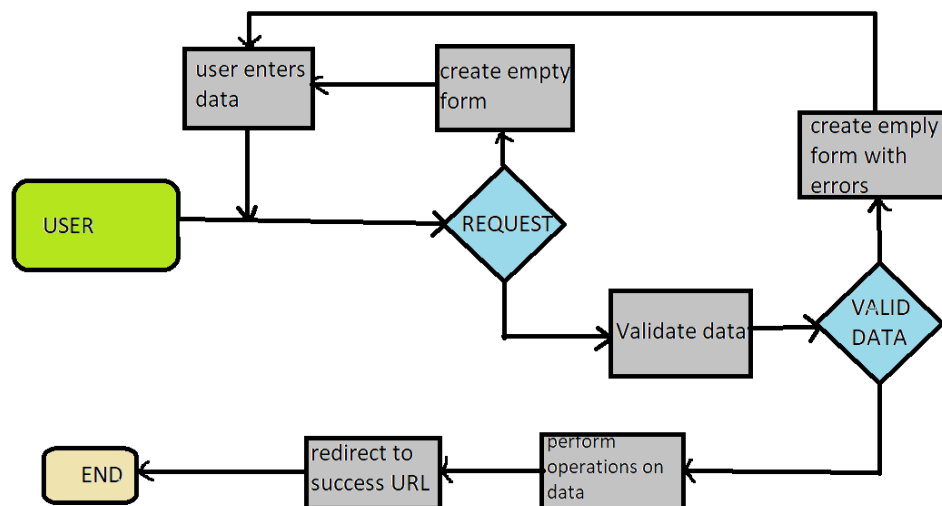 user enters
data
create empty
form
create emply
form with
errors
USER
REQUEST
Validate data
VALID
DATA
perform
operations on
data
redirect to
success URL
END